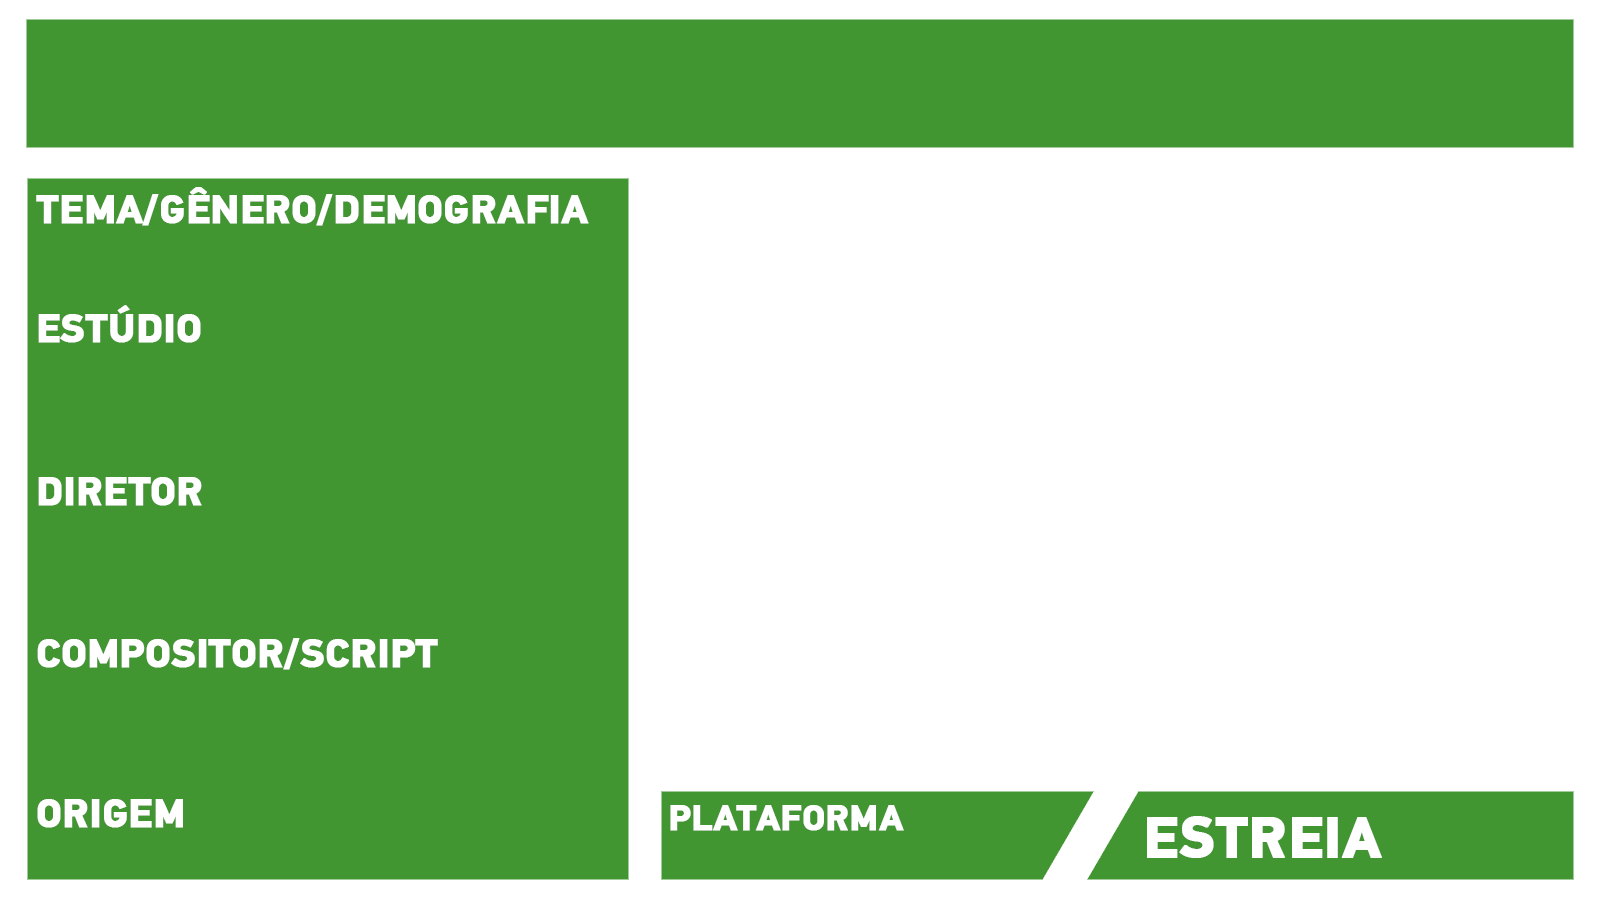 TEMA/GÊNERO/DEMOGRAFIA
ESTÚDIO
DIRETOR
COMPOSITOR/SCRIPT
ORIGEM
PLATAFORMA
ESTREIA